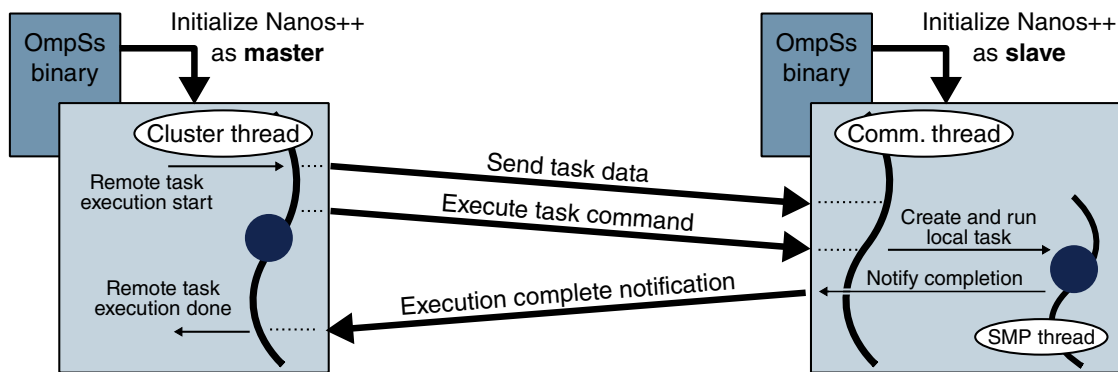 OmpSs
binary
Initialize Nanos++
as master
Cluster thread
Remote task
execution start
Remote task
execution done
Send task data
Execute task command
Execution complete notification
OmpSs
binary
Initialize Nanos++
as slave
Comm. thread
Create and run
local task
Notify completion
SMP thread